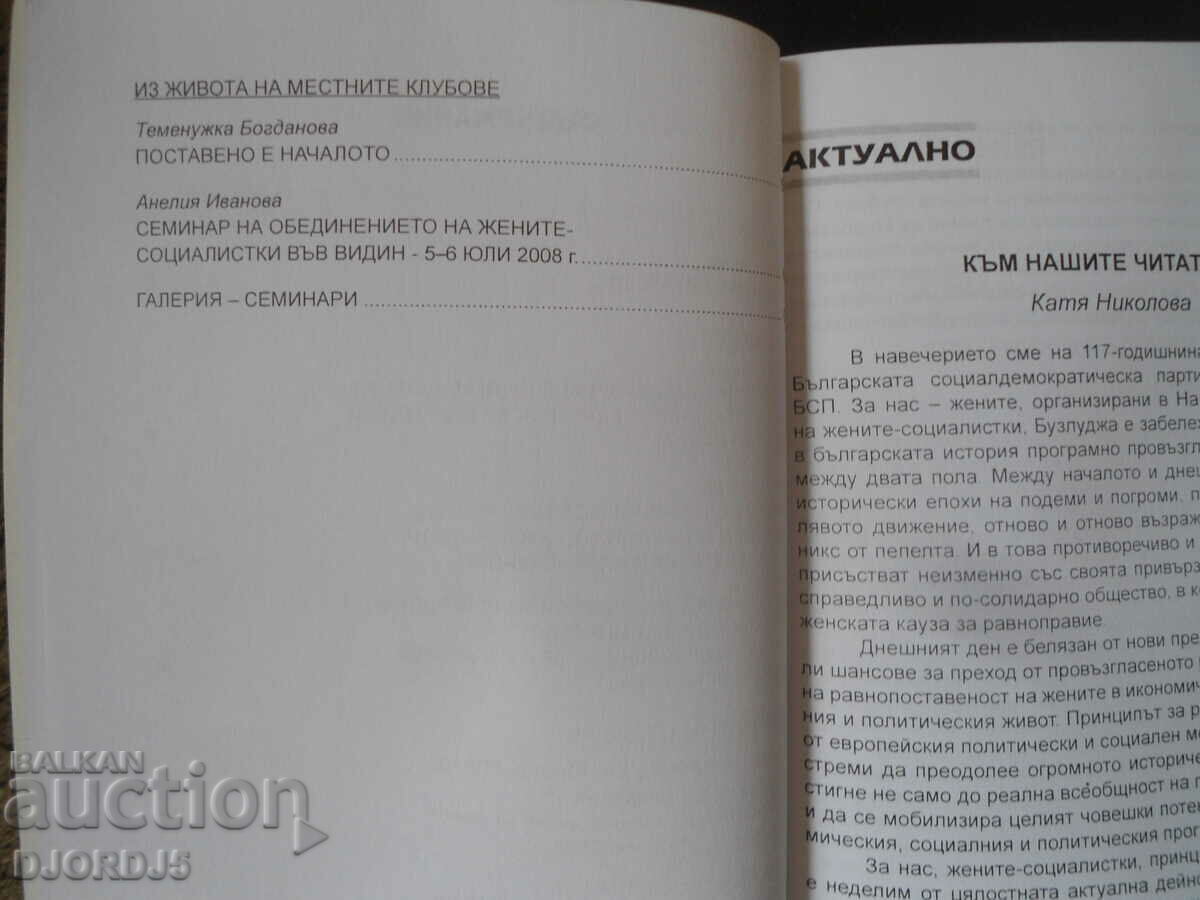 ИЗ ЖИВОТА НА МЕСТНИТЕ КЛУБОВЕ
Теменужка Богданова
ПОСТАВЕНО Е НАЧАЛОТО
Анелия Иванова
СЕМИНАР НА ОБЕДИНЕНИЕТО НА ЖЕНИТЕ-
СОЦИАЛИСТКИ ВЪВ ВИДИН - 5–6 ЮЛИ 2008 г.
ГАЛЕРИЯ – СЕМИНАРИ
АКТУАЛНО
КЪМ НАШИТЕ ЧИТАТ
Катя Николова
В навечерието сме на 117-годишнина
Българската социалдемократическа парти
БСП. За нас – жените, организирани в На
на жените-социалистки, Бузлуджа е забележ
в българската история програмно провъзгл
между двата пола. Между началото и днеш
исторически епохи на подеми и погроми, п
лявото движение, отново и отново възраж
никс от пепелта. И в това противоречиво и
присъстват неизменно със своята привърз
справедливо и по-солидарно общество, в к
женската кауза за равноправие.
Днешният ден е белязан от нови пре
ли шансове за преход от провъзгласеното
на равнопоставеност на жените в икономич
ния и политическия живот. Принципът за р
от европейския политически и социален мо
стреми да преодолее огромното историче
стигне не само до реална всеобщност на п
и да се мобилизира целият човешки потен
мическия, социалния и политическия прог
За нас, жените-социалистки, принц
е неделим от цялостната актуална дейно
BALKAN
auction
DJORDJ5